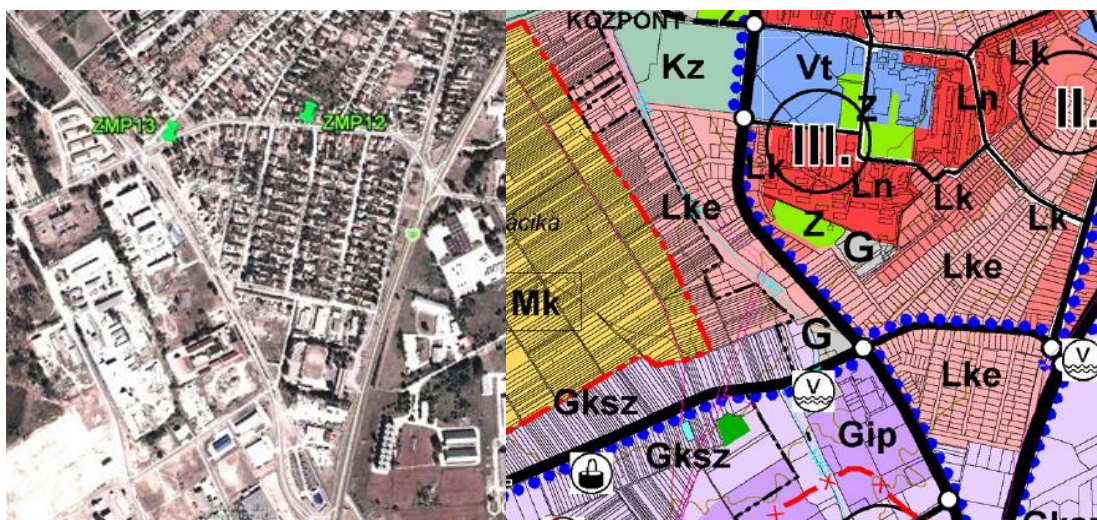 ZMP13
ZMP12
KÖZPONT
Lk
Kz
Vt
Lk
Z
Ln
II.
III.
Lk
Ln
Lk
Lk
Lke
Z
G
Lke
ácika
Mk
G
Lke
V
V
Gksz
Gksz
Gip